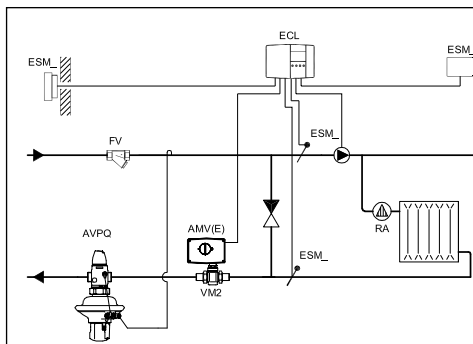 ECL
ESM_
ESM_
FV
ESM_
AVPQ
AMV(E)
RA
ESM_
VM2